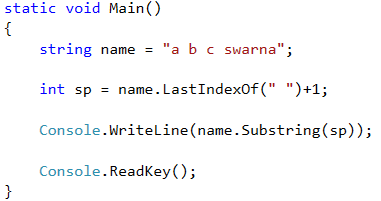 static void Main()
{
string name = "a b c swarna";
int sp = name.LastIndexOf(" ")+1;
Console.WriteLine(name.Substring(sp));
Console.ReadKey();
}